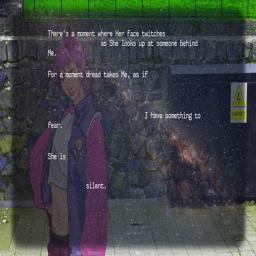 There's a moment where Her face twitches
as She looks up at someone behind
Me.
For a moment dread takes Me, as if
I have something to
fear.
She is
silent.